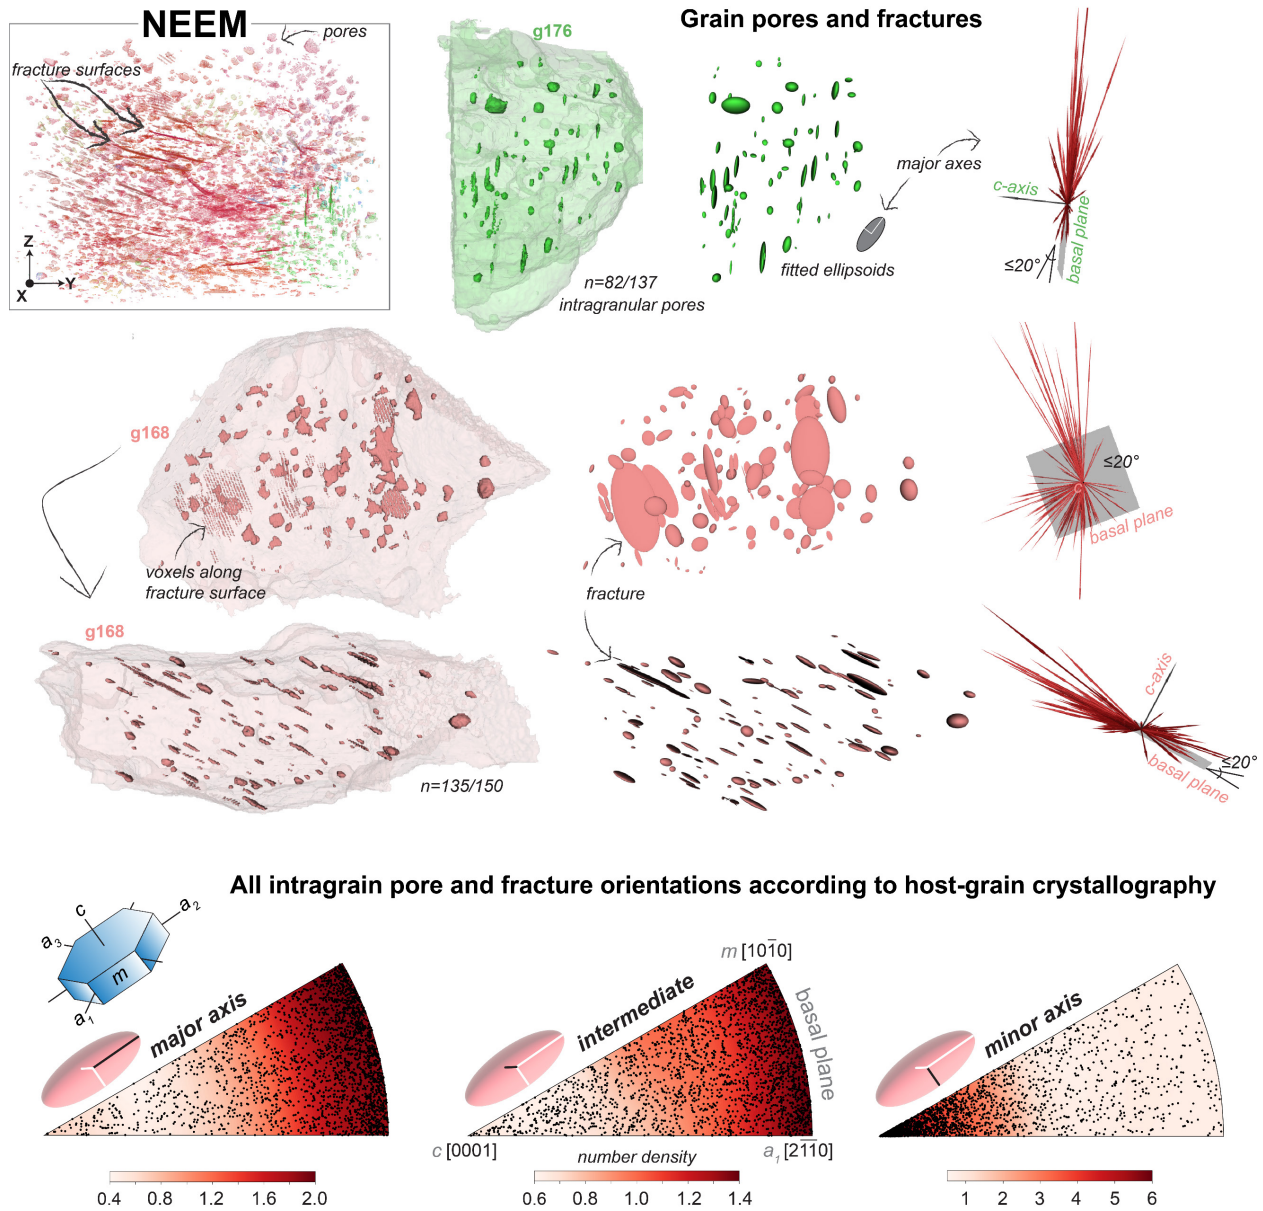 NEEM
pores
fracture surfaces
Z
Y
X
Grain pores and fractures
g176
n=82/137
intragranular pores
major axes
fitted ellipsoids
c-axis
basal plane
≤20°
g168
voxels along
fracture surface
fracture
≤20°
basal plane
g168
n=135/150
c-axis
≤20°
basal plane
All intragrain pore and fracture orientations according to host-grain crystallography
c
a₂
a₃
m
a₁
major axis
0.4 0.8 1.2 1.6 2.0
intermediate
m [101̅0]
basal plane
c [0001]
a₁ [21̅1̅0]
number density
0.6 0.8 1.0 1.2 1.4
minor axis
1 2 3 4 5 6